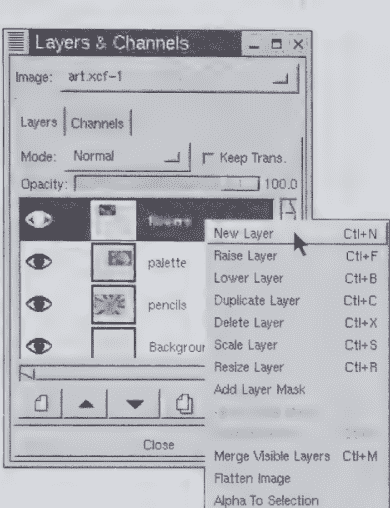 Layers & Channels
Image: art.xcf-1
Layers Channels
Mode: Normal Keep Trans.
Opacity: 100.0
palette
pencils
Backgrour
Close
New Layer Ctl+N
Raise Layer Ctl+F
Lower Layer Ctl+B
Duplicate Layer Ctl+C
Delete Layer Ctl+X
Scale Layer Ctl+S
Resize Layer Ctl+R
Add Layer Mask
Merge Visible Layers Ctl+M
Flatten Image
Alpha To Selection